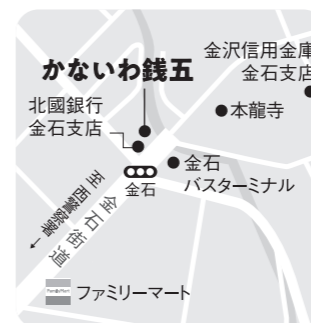 金沢信用金庫
金石支店
かないわ銭五
北國銀行
金石支店
本龍寺
金石
バスターミナル
金石
金石街道
至西警察署
FamilyMart
ファミリーマート